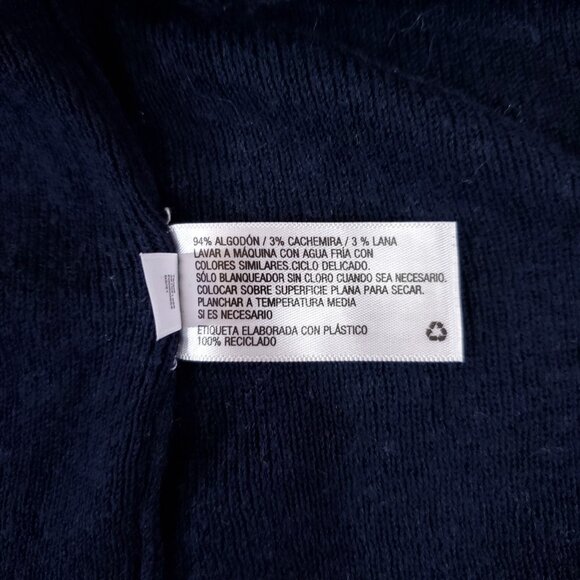 94% ALGODÓN / 3% CACHEMIRA / 3 % LANA
LAVAR A MÁQUINA CON AGUA FRÍA CON
COLORES SIMILARES.CICLO DELICADO.
SÓLO BLANQUEADOR SIN CLORO CUANDO SEA NECESARIO.
COLOCAR SOBRE SUPERFICIE PLANA PARA SECAR.
PLANCHAR A TEMPERATURA MEDIA
SI ES NECESARIO
ETIQUETA ELABORADA CON PLÁSTICO
100% RECICLADO